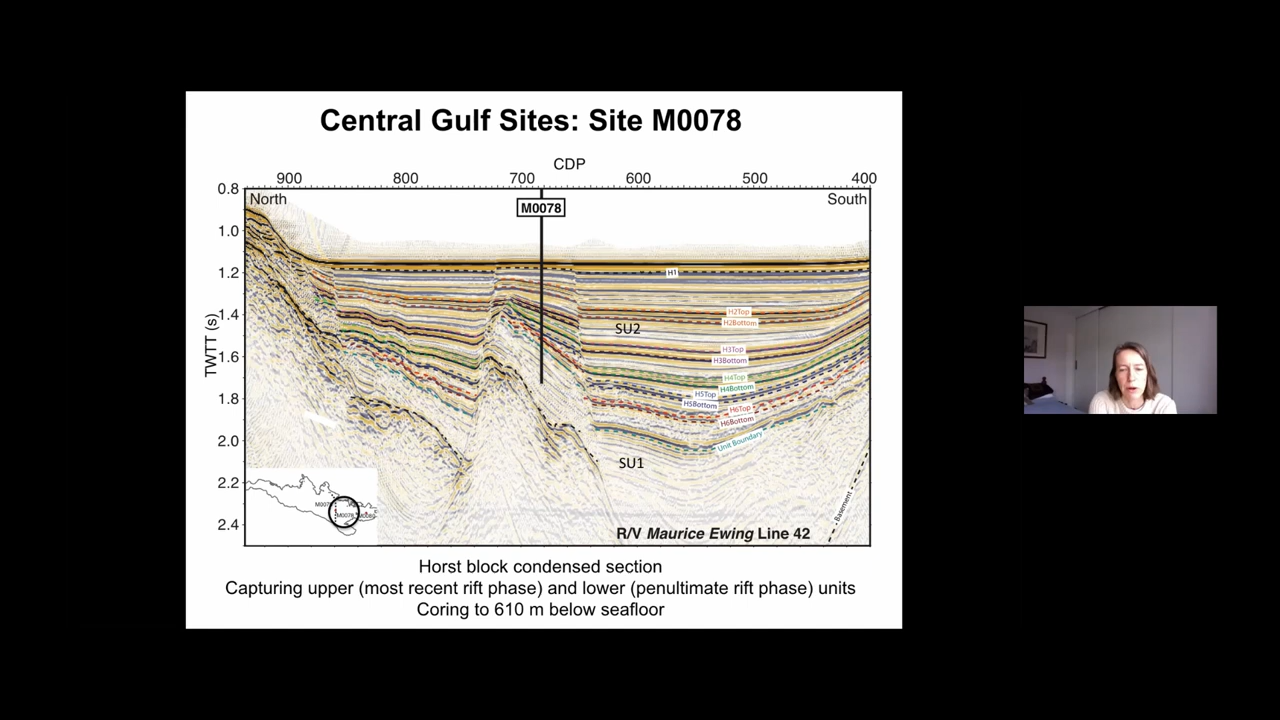 Central Gulf Sites: Site M0078
CDP
900 800 700 600 500 400
0.8
North
M0078
South
1.0
1.2
H1
1.4
H2Top
H2Bottom
SU2
TWTT (s)
H3Top
1.6
H3Bottom
H4Top
H4Bottom
1.8
H5Top
H5Bottom
H6Top
H6Bottom
2.0
Unit Boundary
SU1
2.2
M0078
Basement
2.4
R/V Maurice Ewing Line 42
Horst block condensed section
Capturing upper (most recent rift phase) and lower (penultimate rift phase) units
Coring to 610 m below seafloor